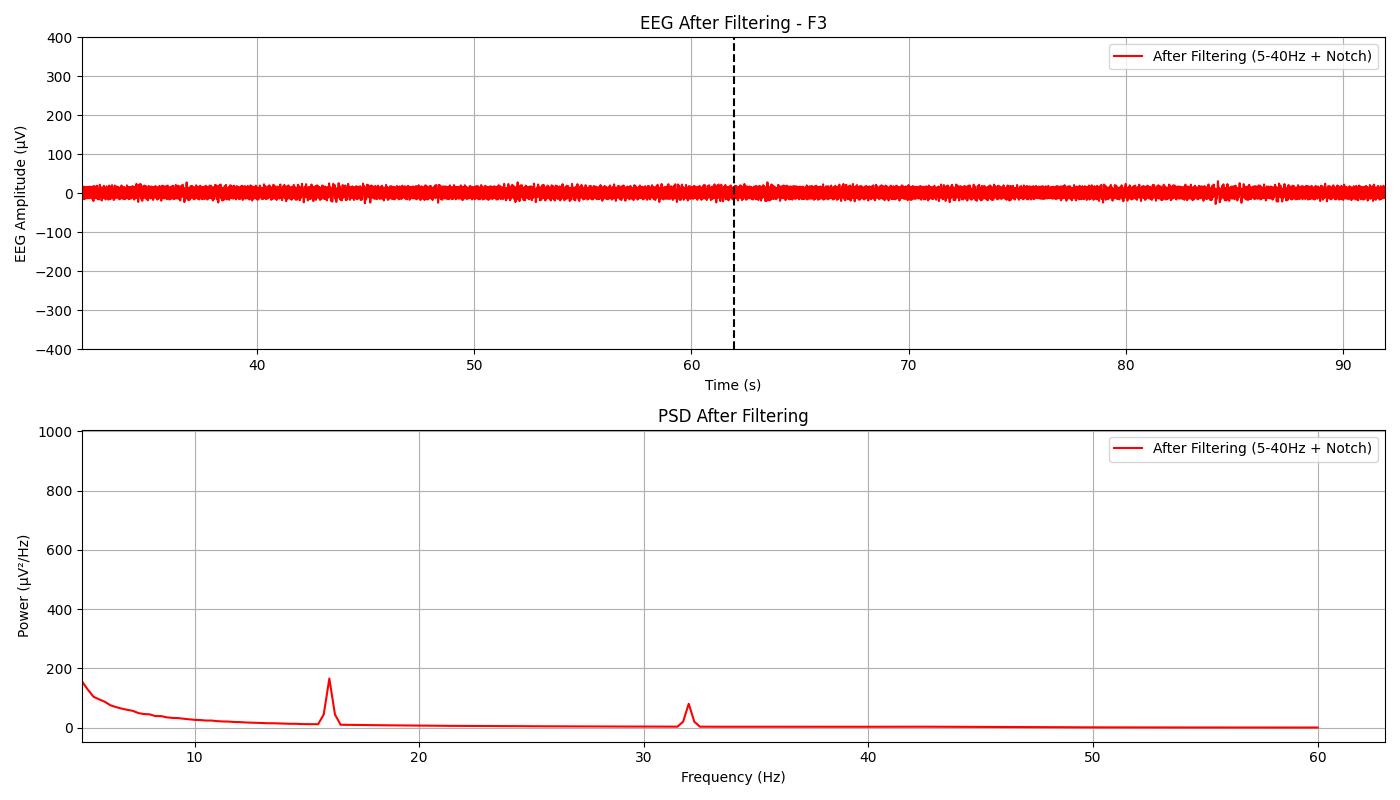 EEG After Filtering - F3
After Filtering (5-40Hz + Notch)
EEG Amplitude (µV)
400
300
200
100
0
−100
−200
−300
−400
40 50 60 70 80 90
Time (s)
PSD After Filtering
After Filtering (5-40Hz + Notch)
Power (µV²/Hz)
1000
800
600
400
200
0
10 20 30 40 50 60
Frequency (Hz)